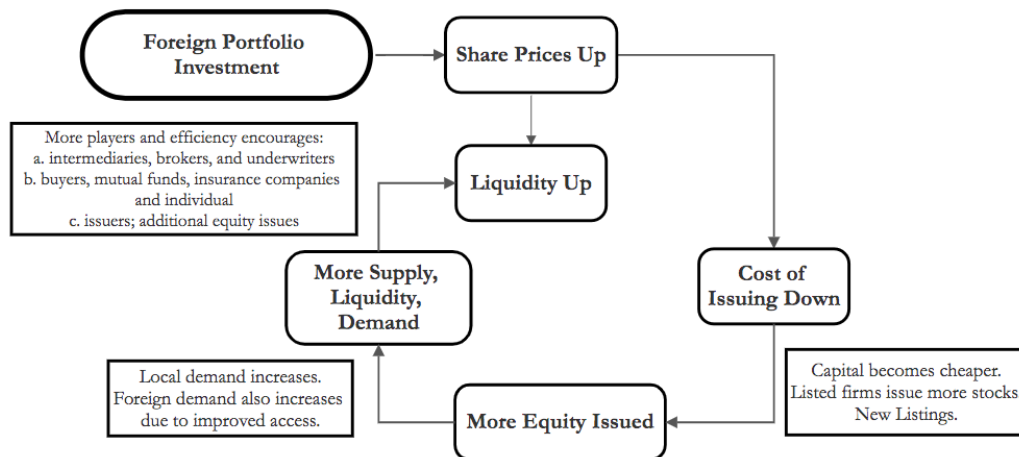 Foreign Portfolio
Investment
Share Prices Up
More players and efficiency encourages:
a. intermediaries, brokers, and underwriters
b. buyers, mutual funds, insurance companies
and individual
c. issuers; additional equity issues
Liquidity Up
More Supply,
Liquidity,
Demand
Cost of
Issuing Down
Local demand increases.
Foreign demand also increases
due to improved access.
More Equity Issued
Capital becomes cheaper.
Listed firms issue more stocks
New Listings.